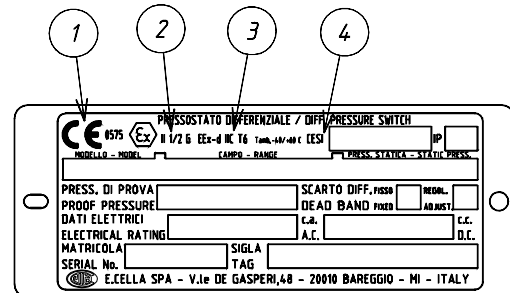 1 2 3 4
PRESSOSTATO DIFFERENZIALE / DIFF. PRESSURE SWITCH
CE 0575 Ex II 1/2 G EEx-d IIC T6 Tamb. -40/+60 C CESI IP
MODELLO - MODEL CAMPO - RANGE PRESS. STATICA - STATIC PRESS.
PRESS. DI PROVA SCARTO DIFF. FISSO REGOL.
PROOF PRESSURE DEAD BAND FIXED ADJUST.
DATI ELETTRICI c.a. c.c.
ELECTRICAL RATING A.C. D.C.
MATRICOLA SIGLA
SERIAL No. TAG
E.CELLA SPA - V.le DE GASPERI,48 - 20010 BAREGGIO - MI - ITALY